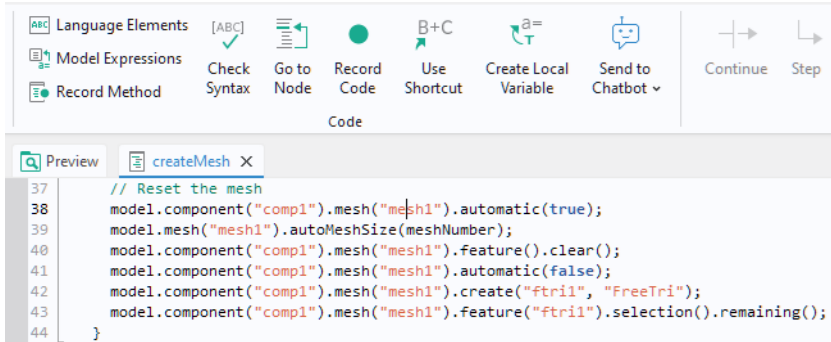 ABC Language Elements
Model Expressions
Record Method
[ABC]
Check Syntax
Go to Node
Record Code
B+C
Use Shortcut
a=
Create Local Variable
Send to Chatbot
Continue
Step
Code
Preview
createMesh
37 // Reset the mesh
38 model.component("comp1").mesh("mesh1").automatic(true);
39 model.mesh("mesh1").autoMeshSize(meshNumber);
40 model.component("comp1").mesh("mesh1").feature().clear();
41 model.component("comp1").mesh("mesh1").automatic(false);
42 model.component("comp1").mesh("mesh1").create("ftri1", "FreeTri");
43 model.component("comp1").mesh("mesh1").feature("ftri1").selection().remaining();
44 }